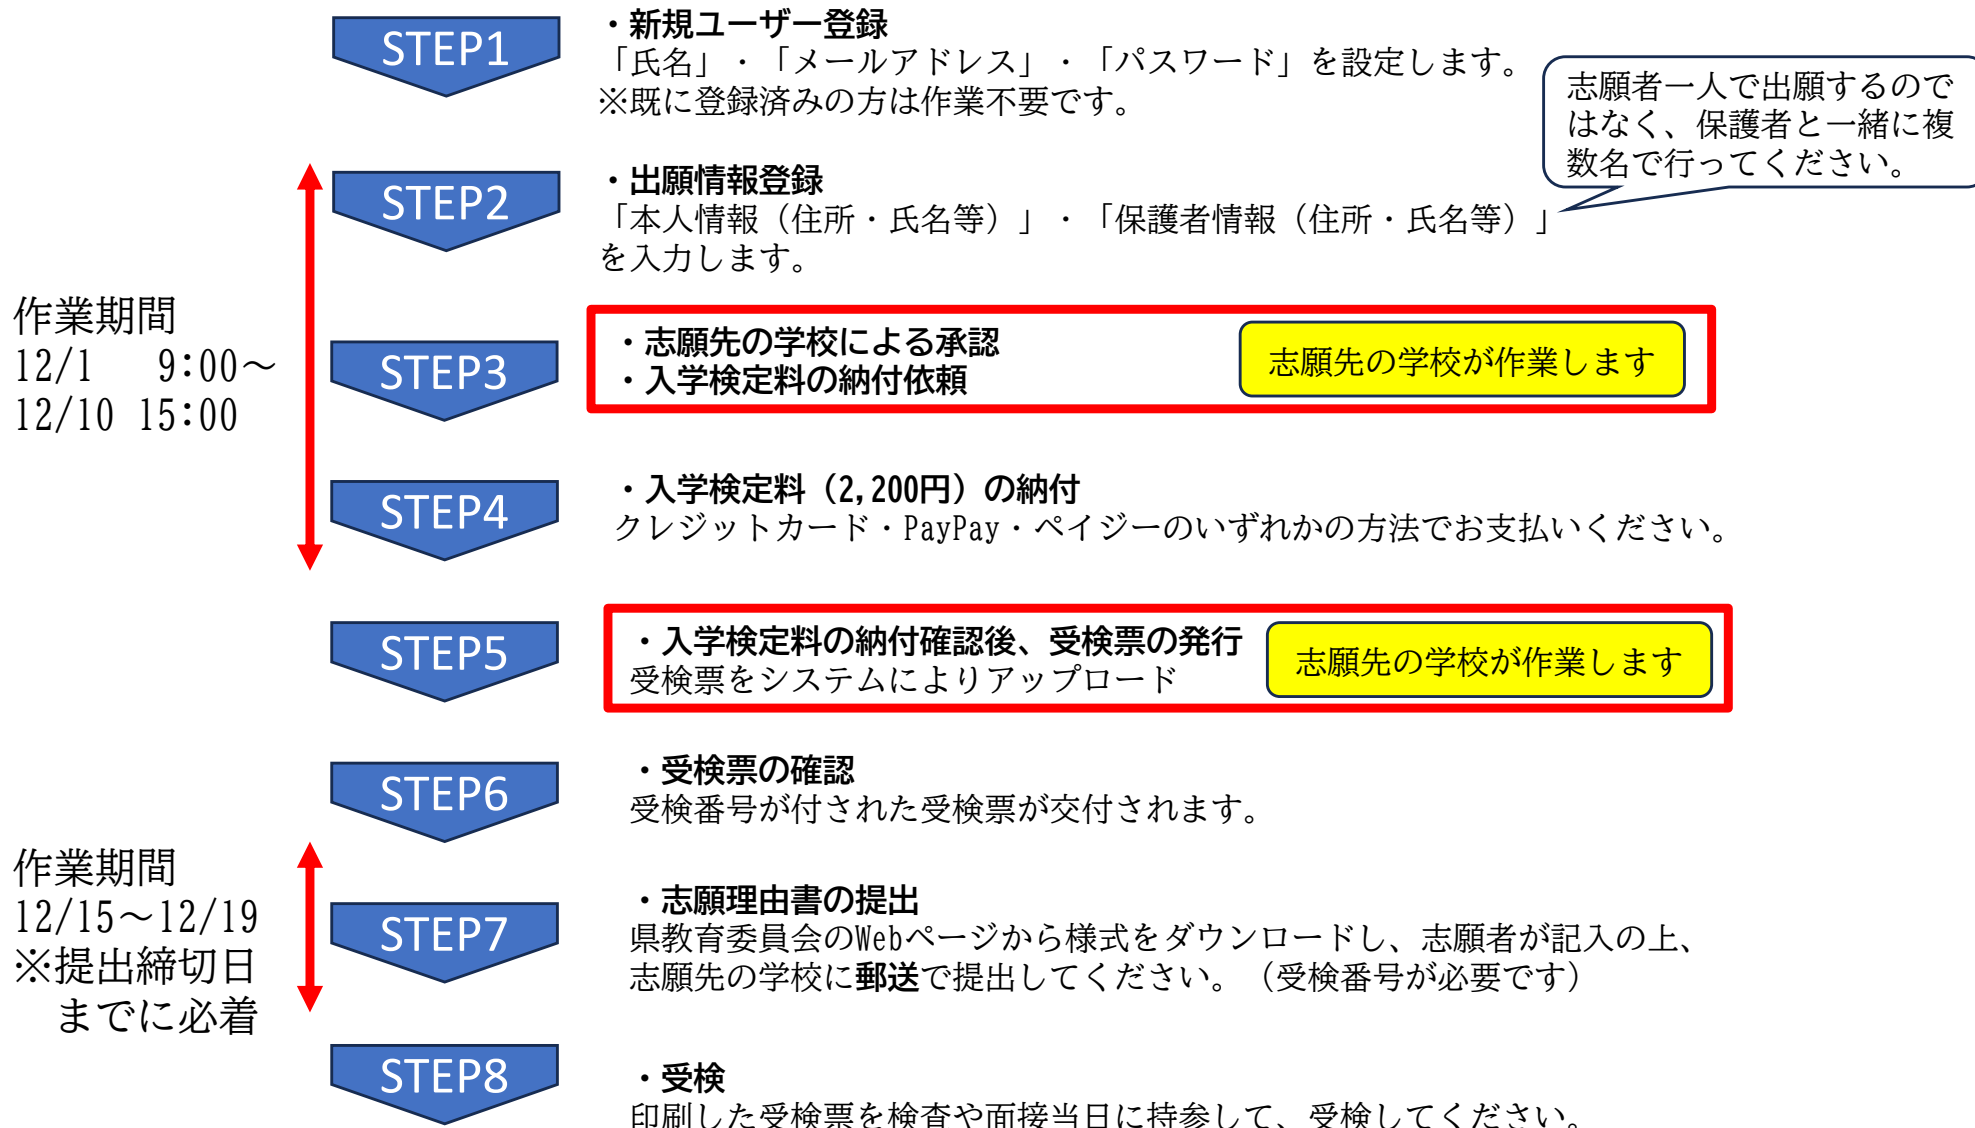 STEP1
・新規ユーザー登録
「氏名」・「メールアドレス」・「パスワード」を設定します。
※既に登録済みの方は作業不要です。
志願者一人で出願するので
はなく、保護者と一緒に複
数名で行ってください。
STEP2
・出願情報登録
「本人情報（住所・氏名等）」・「保護者情報（住所・氏名等）」
を入力します。
作業期間
12/1 9:00～
12/10 15:00
STEP3
・志願先の学校による承認
・入学検定料の納付依頼
志願先の学校が作業します
STEP4
・入学検定料（2,200円）の納付
クレジットカード・PayPay・ペイジーのいずれかの方法でお支払いください。
STEP5
・入学検定料の納付確認後、受検票の発行
受検票をシステムによりアップロード
志願先の学校が作業します
STEP6
・受検票の確認
受検番号が付された受検票が交付されます。
作業期間
12/15～12/19
※提出締切日
までに必着
STEP7
・志願理由書の提出
県教育委員会のWebページから様式をダウンロードし、志願者が記入の上、
志願先の学校に郵送で提出してください。（受検番号が必要です）
STEP8
・受検
印刷した受検票を検査や面接当日に持参して、受検してください。